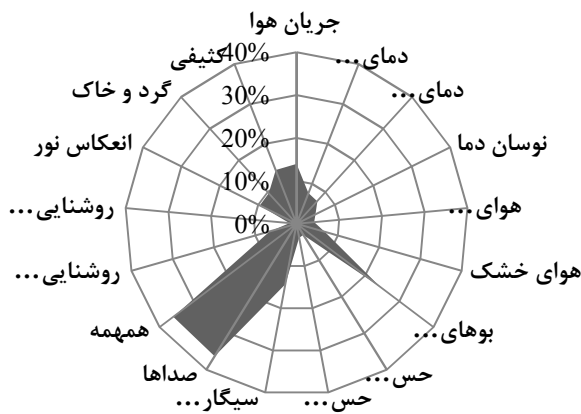 جریان هوا
دمای...
دمای...
نوسان دما
هوای...
هوای خشک
بوهای...
حس...
حس...
سیگار...
صداها
همهمه
روشنایی...
روشنایی...
انعکاس نور
گرد و خاک
کثیفی
40%
30%
20%
10%
0%